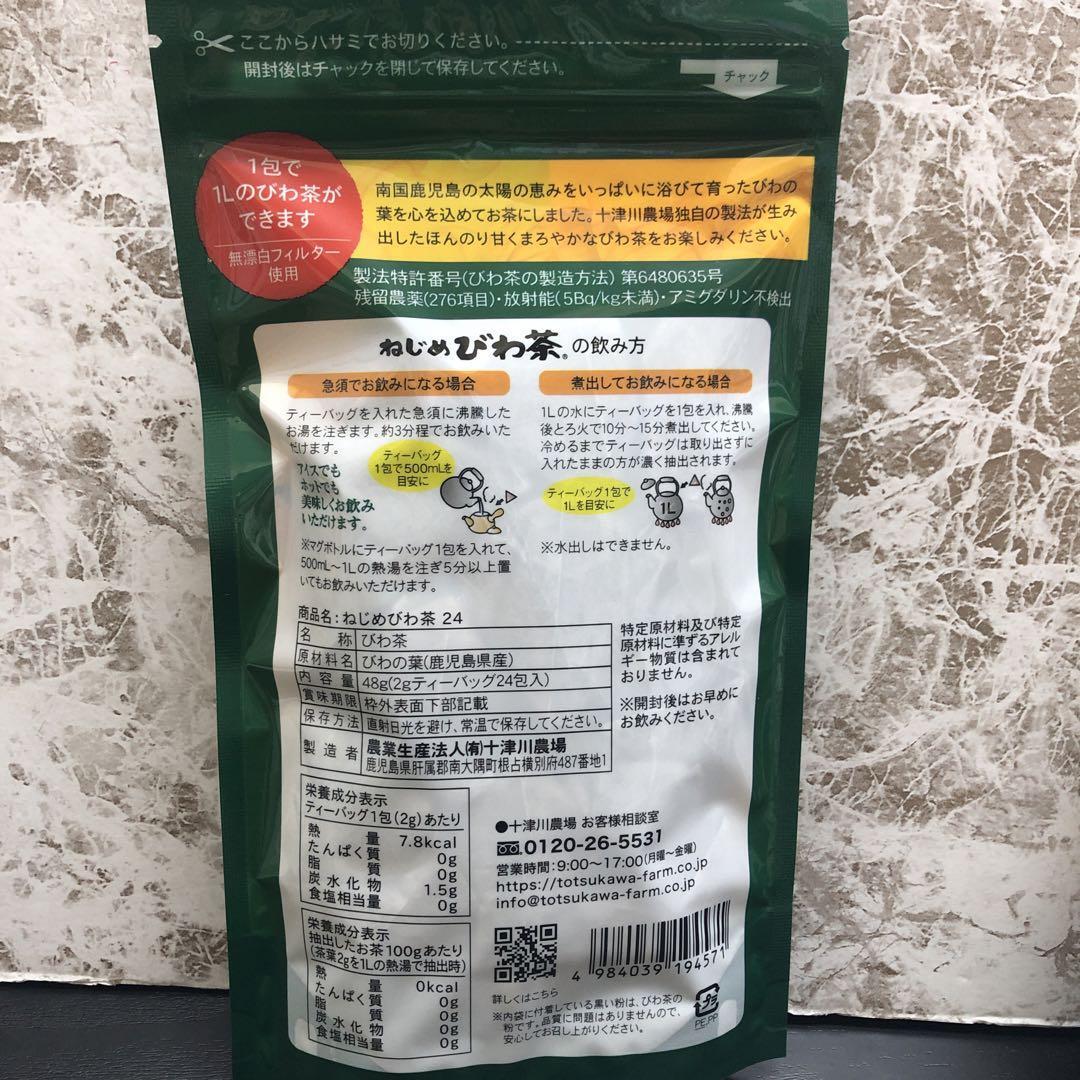 ここからハサミでお切りください。
開封後はチャックを閉じて保存してください。
チャック
1包で
1Lのびわ茶が
できます
無漂白フィルター
使用
南国鹿児島の太陽の恵みをいっぱいに浴びて育ったびわの
葉を心を込めてお茶にしました。十津川農場独自の製法が生み
出したほんのり甘くまろやかなびわ茶をお楽しみください。
製法特許番号(びわ茶の製造方法) 第6480635号
残留農薬(276項目)・放射能(5Bq/kg未満)・アミグダリン不検出
ねじめびわ茶®の飲み方
急須でお飲みになる場合
ティーバッグを入れた急須に沸騰した
お湯を注ぎます。約3分程でお飲みいた
だけます。
アイスでも
ホットでも
美味しくお飲み
いただけます。
ティーバッグ
1包で500mLを
目安に
※マグボトルにティーバッグ1包を入れて、
500mL〜1Lの熱湯を注ぎ5分以上置
いてもお飲みいただけます。
煮出してお飲みになる場合
1Lの水にティーバッグを1包を入れ、沸騰
後とろ火で10分〜15分煮出してください。
冷めるまでティーバッグは取り出さずに
入れたままの方が濃く抽出されます。
ティーバッグ1包で
1Lを目安に
1L
※水出しはできません。
商品名:ねじめびわ茶 24
名称 びわ茶
原材料名 びわの葉(鹿児島県産)
内容量 48g(2gティーバッグ24包入)
賞味期限 枠外表面下部記載
保存方法 直射日光を避け、常温で保存してください。
製造者 農業生産法人(有)十津川農場
鹿児島県肝属郡南大隅町根占横別府487番地1
特定原材料及び特定
原材料に準ずるアレル
ギー物質は含まれて
おりません。
※開封後はお早めに
お飲みください。
栄養成分表示
ティーバッグ1包(2g)あたり
熱量 7.8kcal
たんぱく質 0g
脂質 0g
炭水化物 1.5g
食塩相当量 0g
栄養成分表示
抽出したお茶100gあたり
(茶葉2gを1Lの熱湯で抽出時)
熱量 0kcal
たんぱく質 0g
脂質 0g
炭水化物 0g
食塩相当量 0g
●十津川農場 お客様相談室
0120-26-5531
営業時間:9:00〜17:00(月曜〜金曜)
https://totsukawa-farm.co.jp
info@totsukawa-farm.co.jp
4 984039 194571
詳しくはこちら
※内袋に付着している黒い粉は、びわ茶の
粉です。品質に問題はありませんので、
安心してお召し上がりください。
プラ
PE,PP